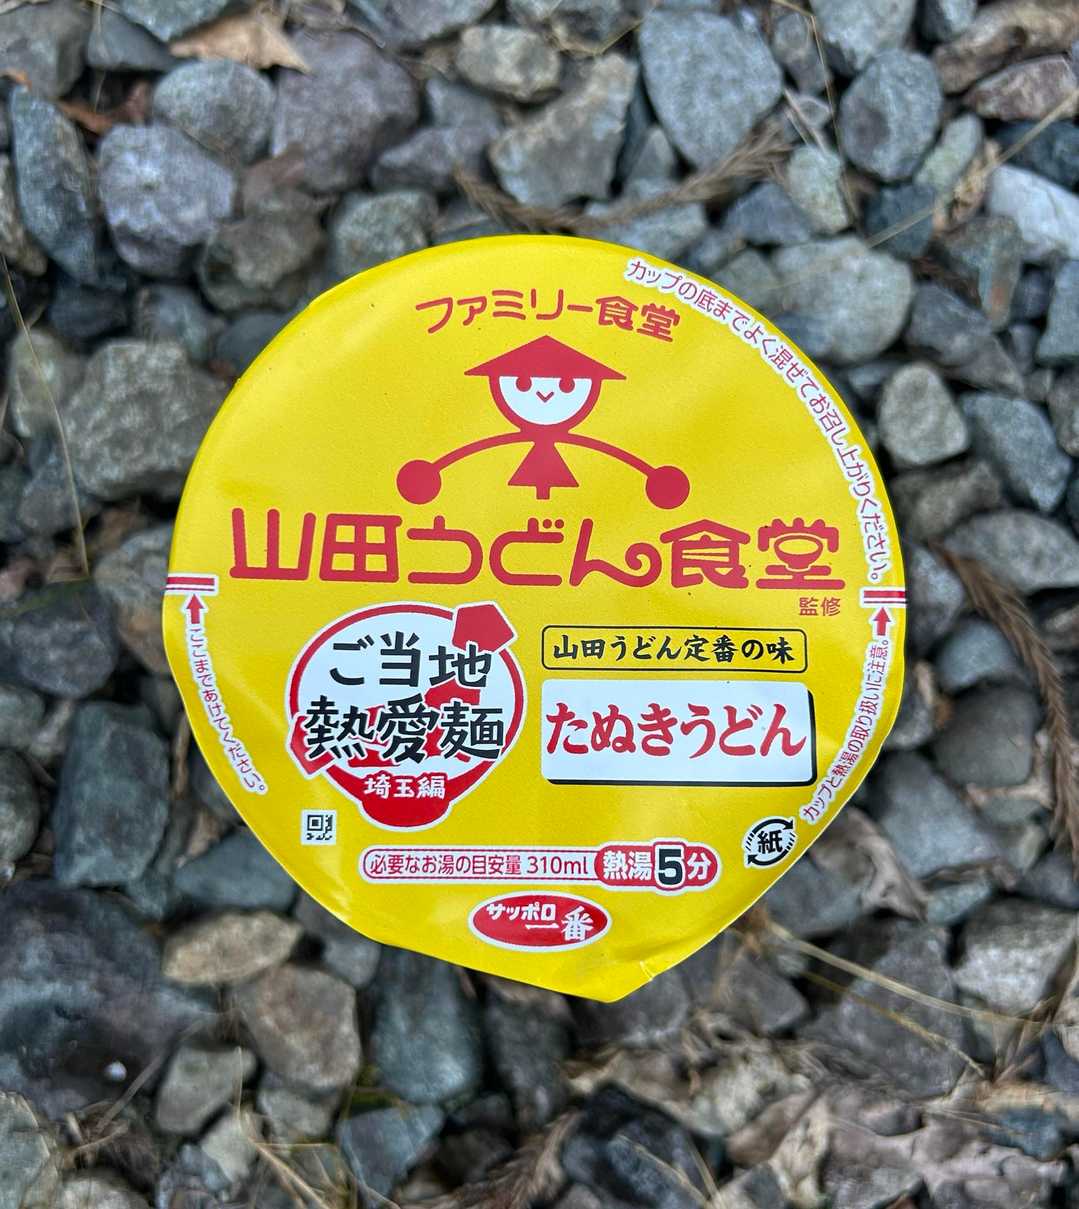 ファミリー食堂
カップの底までよく混ぜてお召し上がりください。
山田うどん食堂
監修
ここまであけてください。
ご当地
熱愛麺
埼玉編
山田うどん定番の味
たぬきうどん
カップと熱湯の取り扱いに注意。
紙
必要なお湯の目安量 310ml 熱湯5分
サッポロ
一番